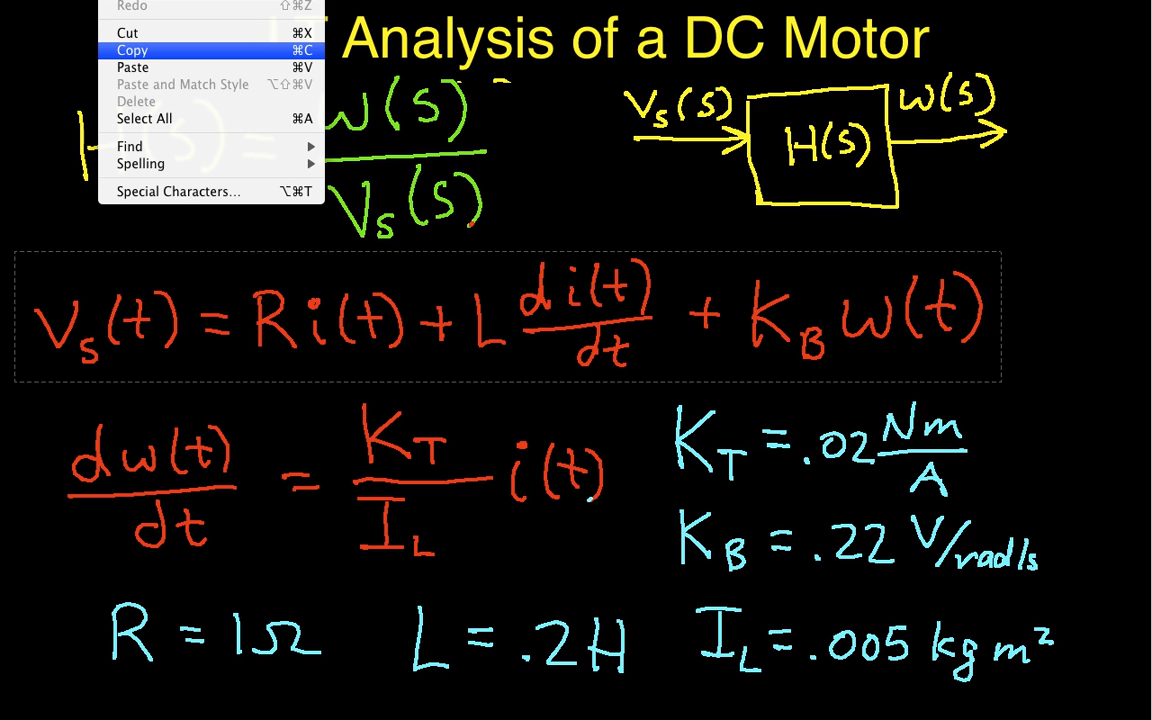 Redo ⇧⌘Z
Cut ⌘X
Copy ⌘C
Paste ⌘V
Paste and Match Style ⌥⇧⌘V
Delete
Select All ⌘A
Find
Spelling
Special Characters... ⌥⌘T
Analysis of a DC Motor
H(s) = W(s) / Vs(s)
Vs(s) H(s) W(s)
Vs(t) = R i(t) + L di(t)/dt + KB w(t)
dw(t)/dt = KT/IL i(t)
KT = .02 Nm/A
KB = .22 V/rad/s
R = 1Ω L = .2H IL = .005 kg m²